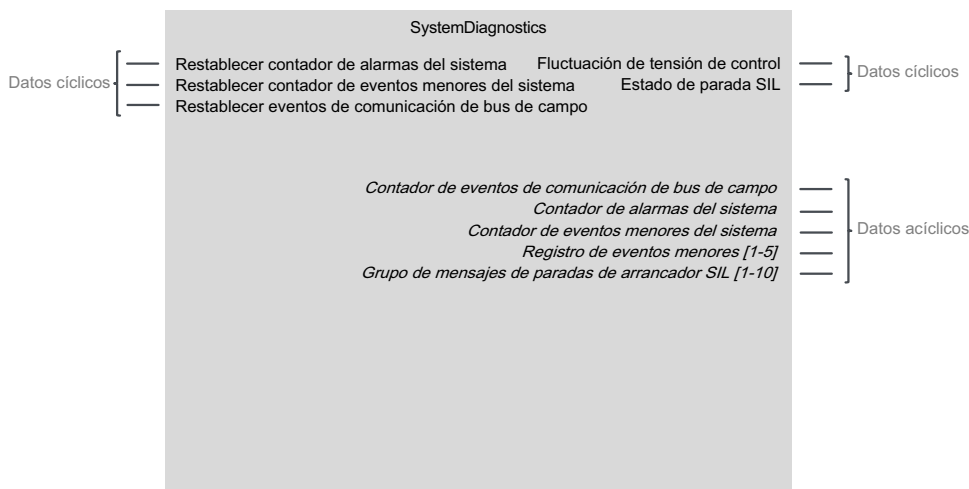 SystemDiagnostics
Datos cíclicos
Restablecer contador de alarmas del sistema
Restablecer contador de eventos menores del sistema
Restablecer eventos de comunicación de bus de campo
Fluctuación de tensión de control
Estado de parada SIL
Datos cíclicos
Contador de eventos de comunicación de bus de campo
Contador de alarmas del sistema
Contador de eventos menores del sistema
Registro de eventos menores [1-5]
Grupo de mensajes de paradas de arrancador SIL [1-10]
Datos acíclicos